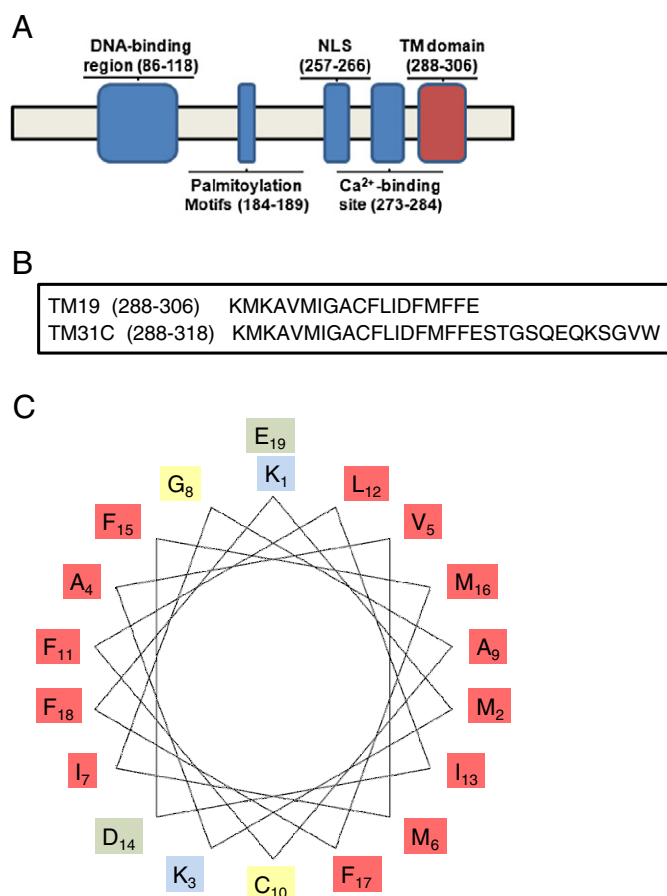 A
DNA-binding
region (86-118)
NLS
(257-266)
TM domain
(288-306)
Palmitoylation
Motifs (184-189)
Ca²⁺-binding
site (273-284)
B
TM19 (288-306) KMKAVMIGACFLIDFMFFE
TM31C (288-318) KMKAVMIGACFLIDFMFFESTGSQEQKSGVW
C
E₁₉
K₁
G₈
L₁₂
F₁₅
V₅
A₄
M₁₆
F₁₁
A₉
F₁₈
M₂
I₇
I₁₃
D₁₄
M₆
K₃
C₁₀
F₁₇